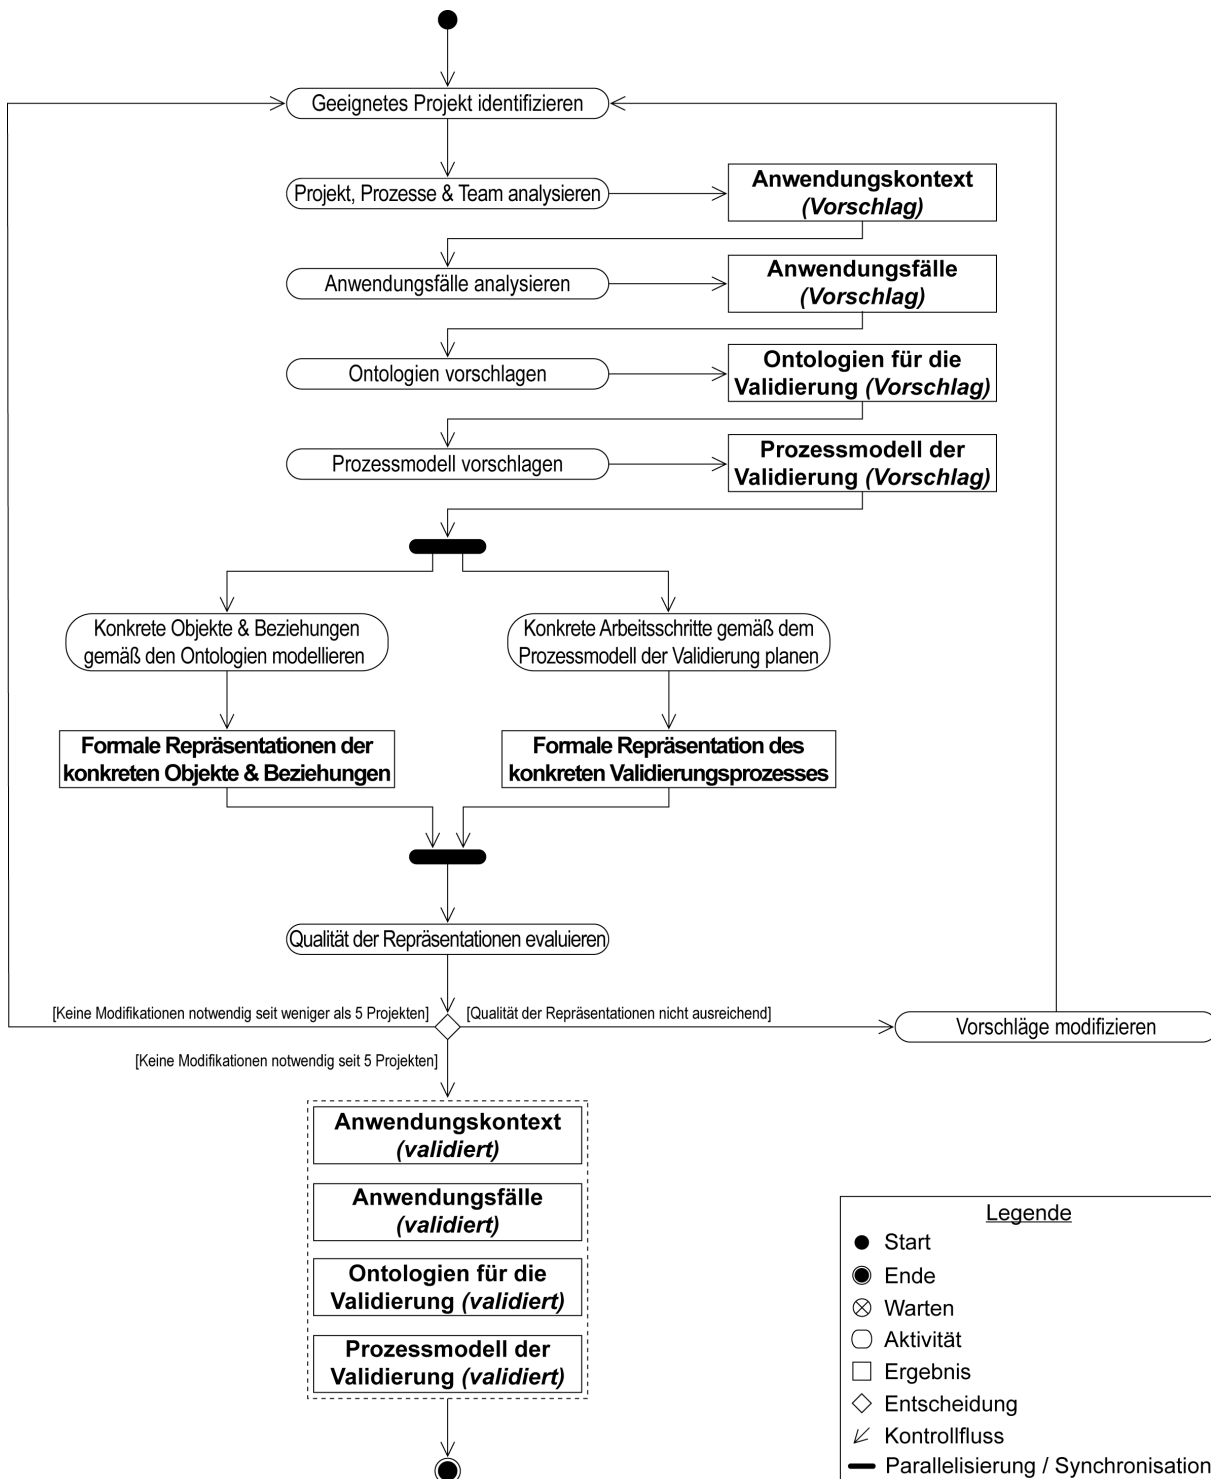 Geeignetes Projekt identifizieren
Projekt, Prozesse & Team analysieren
Anwendungskontext
(Vorschlag)
Anwendungsfälle analysieren
Anwendungsfälle
(Vorschlag)
Ontologien vorschlagen
Ontologien für die
Validierung (Vorschlag)
Prozessmodell vorschlagen
Prozessmodell der
Validierung (Vorschlag)
Konkrete Objekte & Beziehungen
gemäß den Ontologien modellieren
Konkrete Arbeitsschritte gemäß dem
Prozessmodell der Validierung planen
Formale Repräsentationen der
konkreten Objekte & Beziehungen
Formale Repräsentation des
konkreten Validierungsprozesses
Qualität der Repräsentationen evaluieren
[Keine Modifikationen notwendig seit weniger als 5 Projekten]
[Qualität der Repräsentationen nicht ausreichend]
Vorschläge modifizieren
[Keine Modifikationen notwendig seit 5 Projekten]
Anwendungskontext
(validiert)
Anwendungsfälle
(validiert)
Ontologien für die
Validierung (validiert)
Prozessmodell der
Validierung (validiert)
Legende
Start
Ende
Warten
Aktivität
Ergebnis
Entscheidung
Kontrollfluss
Parallelisierung / Synchronisation